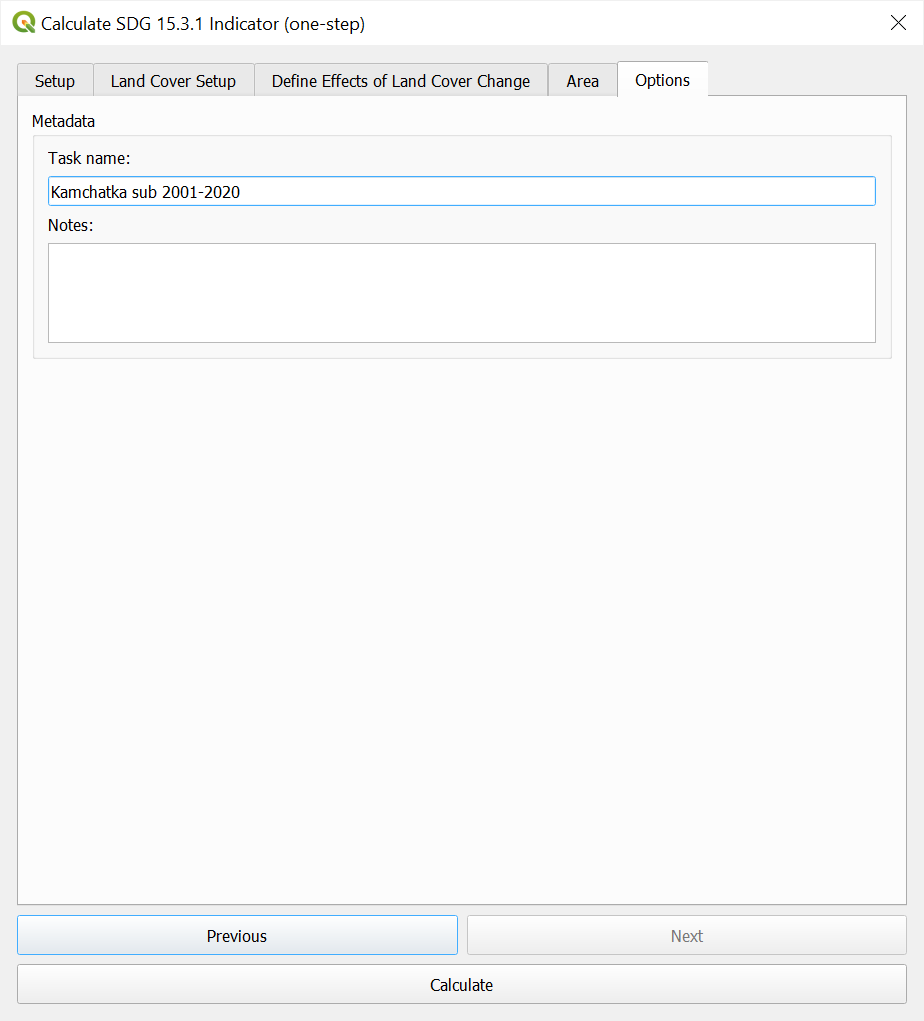 Calculate SDG 15.3.1 Indicator (one-step)
Setup Land Cover Setup Define Effects of Land Cover Change Area Options
Metadata
Task name:
Kamchatka sub 2001-2020
Notes:
Previous Next
Calculate